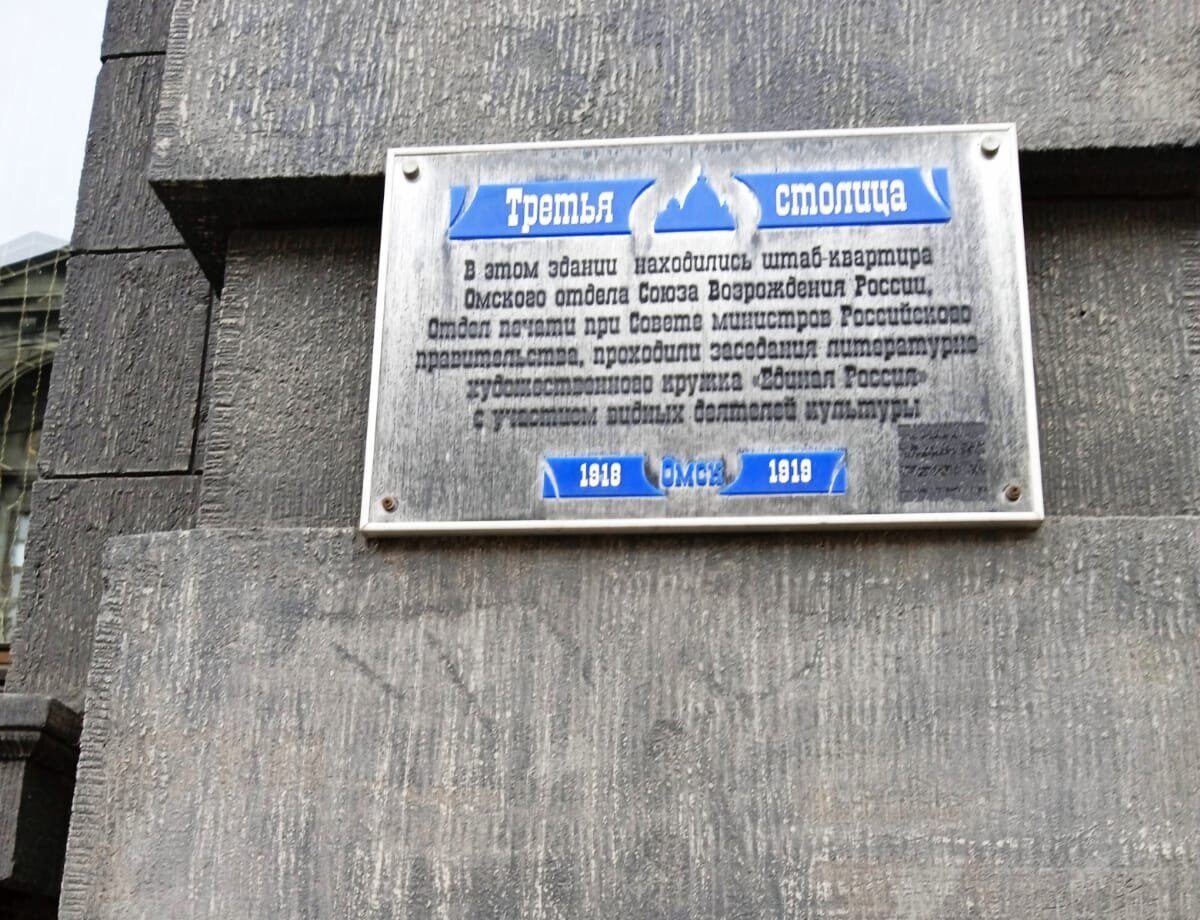 Третья столица
В этом здании находились штаб-квартира
Омского отдела Союза Возрождения России,
Отдел печати при Совете министров Российского
правительства, проходили заседания литературно-
художественного кружка «Единая Россия»
с участием видных деятелей культуры
1918 Омск 1919